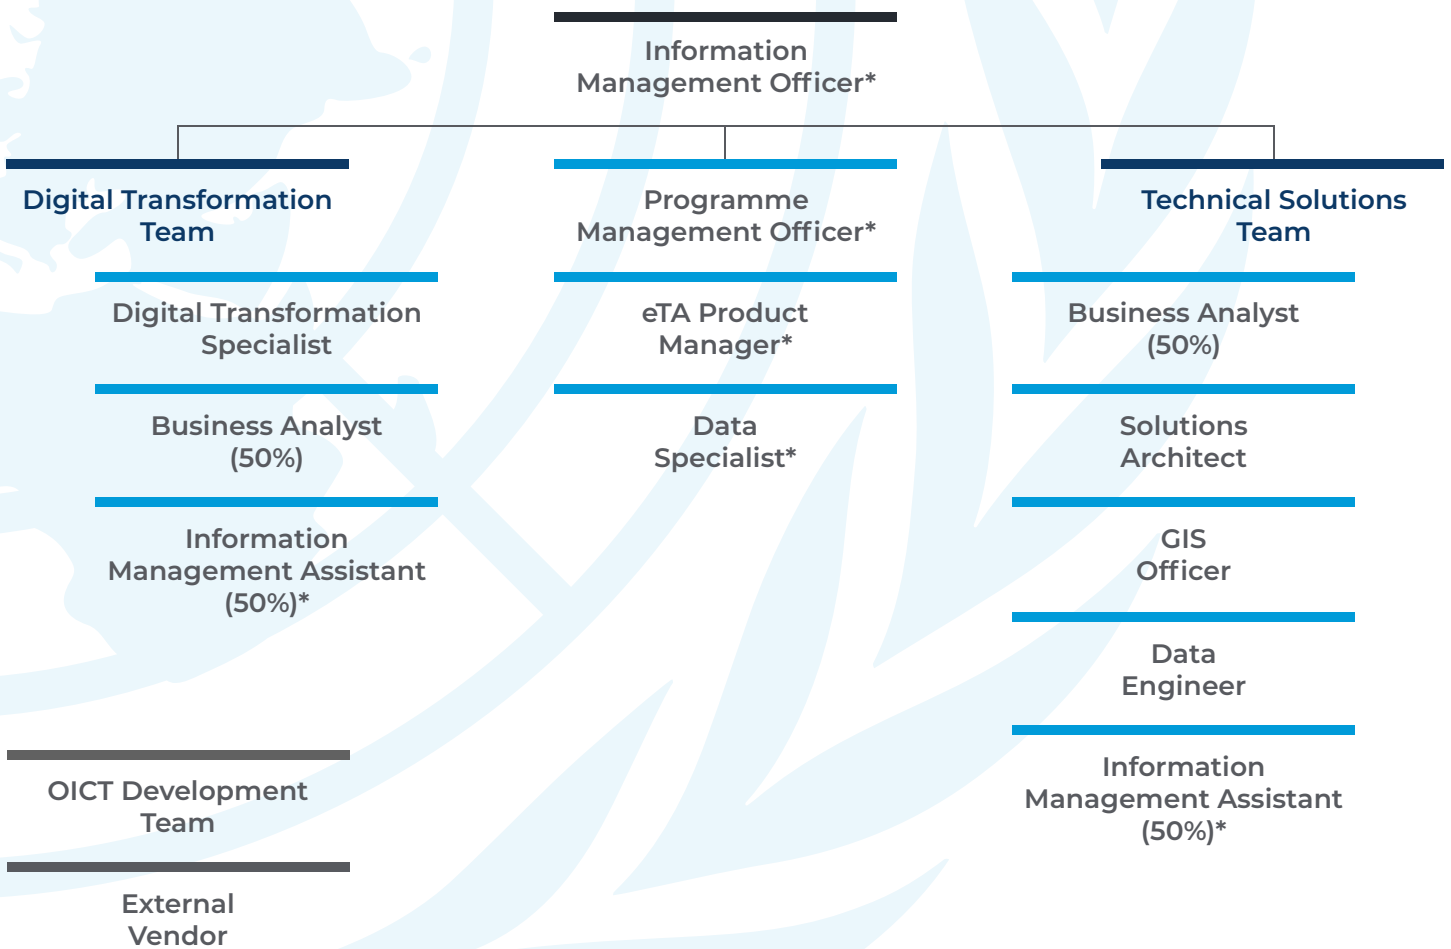 Information
Management Officer*
Digital Transformation
Team
Digital Transformation
Specialist
Business Analyst
(50%)
Information
Management Assistant
(50%)*
Programme
Management Officer*
eTA Product
Manager*
Data
Specialist*
Technical Solutions
Team
Business Analyst
(50%)
Solutions
Architect
GIS
Officer
Data
Engineer
Information
Management Assistant
(50%)*
OICT Development
Team
External
Vendor